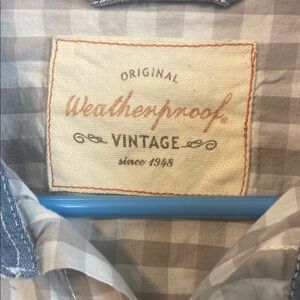 ORIGINAL
Weatherproof®
VINTAGE
since 1948